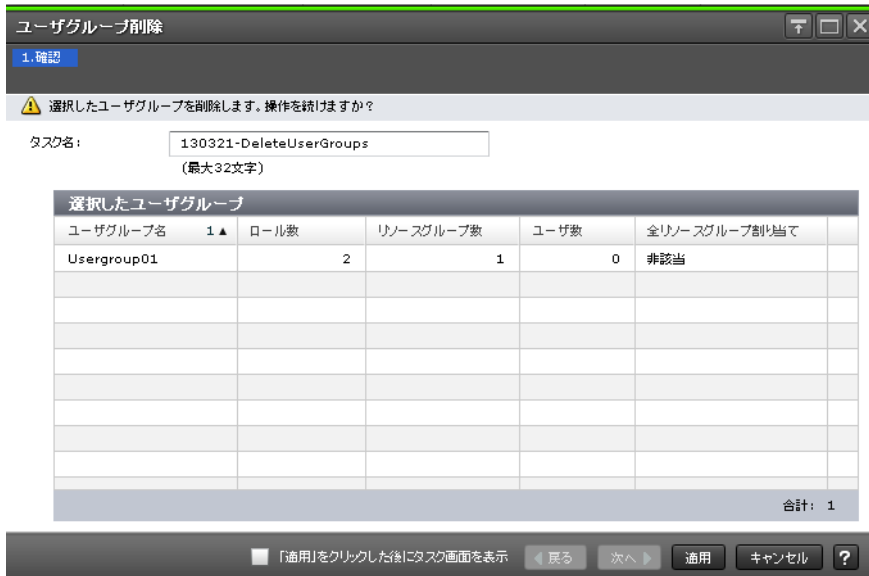 ユーザグループ削除
1.確認
選択したユーザグループを削除します。操作を続けますか?
タスク名: 130321-DeleteUserGroups
(最大32文字)
選択したユーザグループ
ユーザグループ名 1▲ ロール数 リソースグループ数 ユーザ数 全リソースグループ割り当て
Usergroup01 2 1 0 非該当
合計: 1
「適用」をクリックした後にタスク画面を表示 ◀戻る 次へ▶ 適用 キャンセル ?